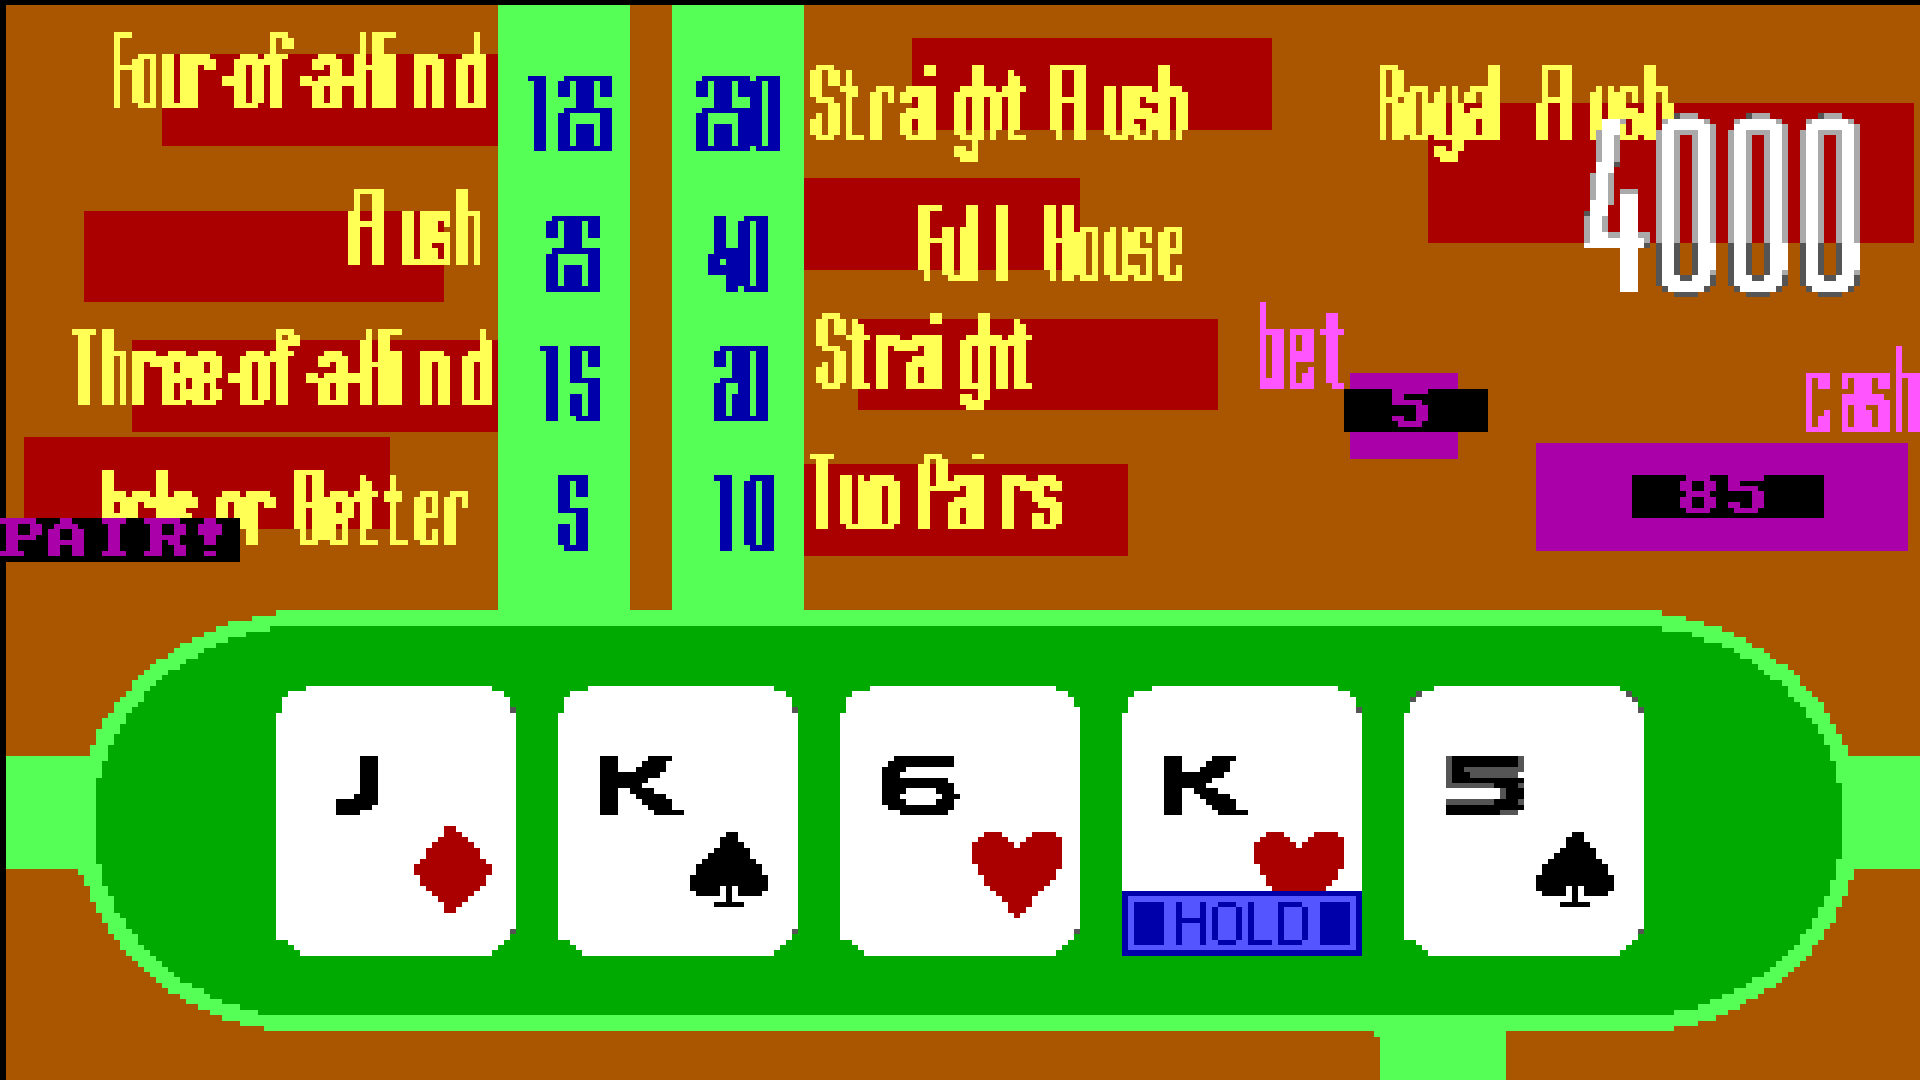 Four-of-a-Kind 125 250 Straight Flush Royal Flush
4000
Flush 25 40 Full House
Three-of-a-Kind 15 20 Straight bet
5 cash
or Better 5 10 Two Pairs 85
PAIR!
J K 6 K 5
HOLD